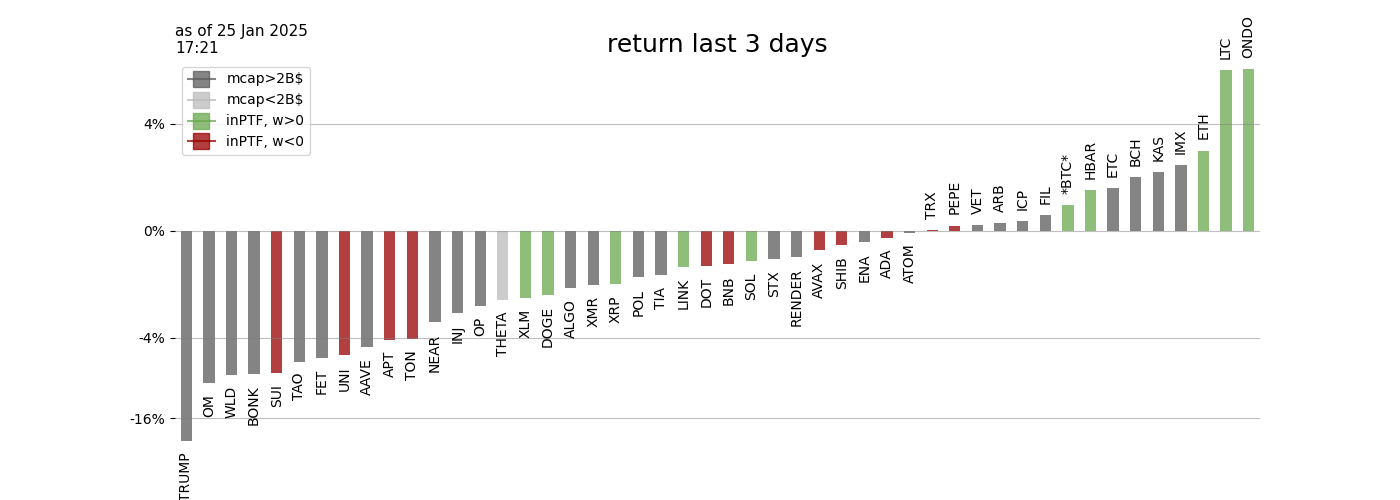 as of 25 Jan 2025
17:21
return last 3 days
mcap>2B$
mcap<2B$
inPTF, w>0
inPTF, w<0
4%
0%
-4%
-16%
TRUMP
OM
WLD
BONK
SUI
TAO
FET
UNI
AAVE
APT
TON
NEAR
INJ
OP
THETA
XLM
DOGE
ALGO
XMR
XRP
POL
TIA
LINK
DOT
BNB
SOL
STX
RENDER
AVAX
SHIB
ENA
ADA
ATOM
TRX
PEPE
VET
ARB
ICP
FIL
*BTC*
HBAR
ETC
BCH
KAS
IMX
ETH
LTC
ONDO